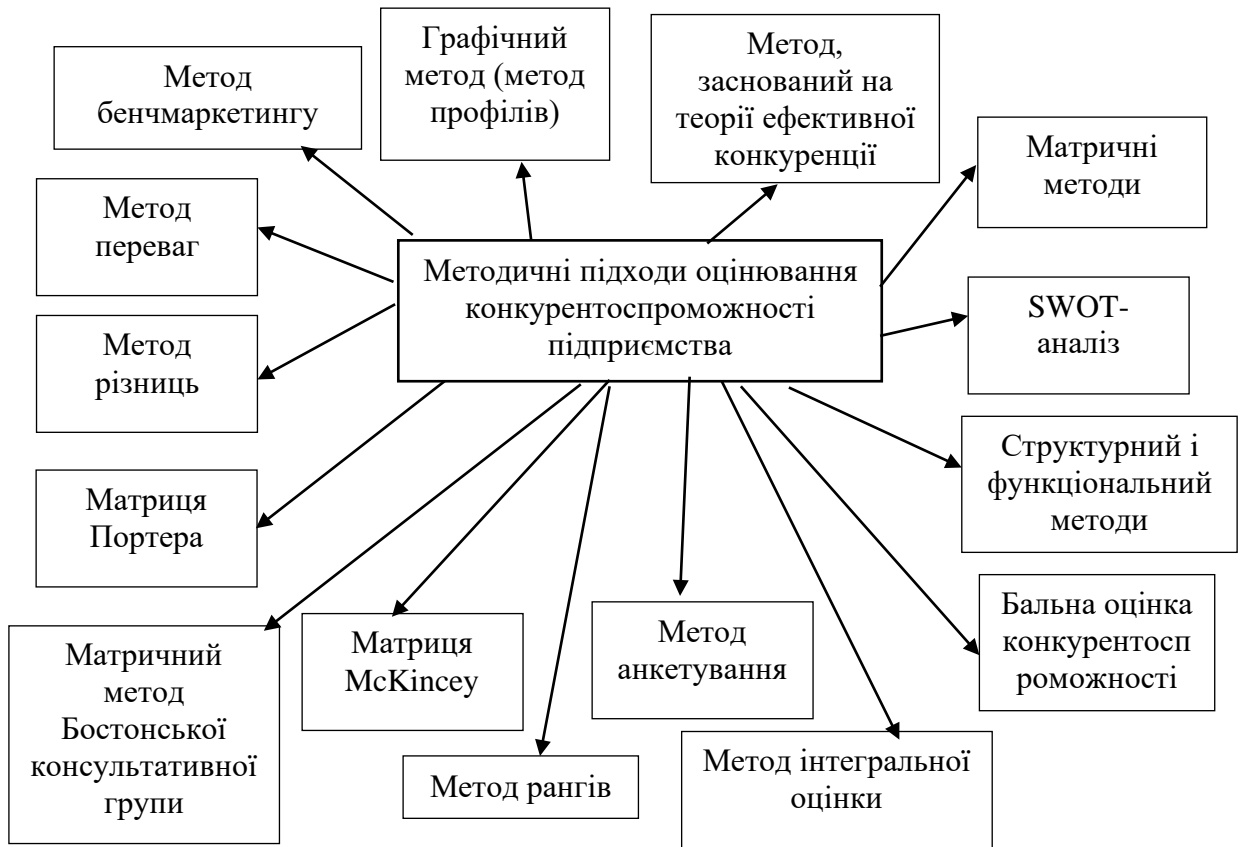 Метод
бенчмаркетингу
Графічний
метод (метод
профілів)
Метод,
заснований на
теорії ефективної
конкуренції
Матричні
методи
Метод
переваг
Методичні підходи оцінювання
конкурентоспроможності
підприємства
SWOT-
аналіз
Метод
різниць
Структурний і
функціональний
методи
Матриця
Портера
Бальна оцінка
конкурентосп
роможності
Матричний
метод
Бостонської
консультативної
групи
Матриця
McKincey
Метод
анкетування
Метод рангів
Метод інтегральної
оцінки